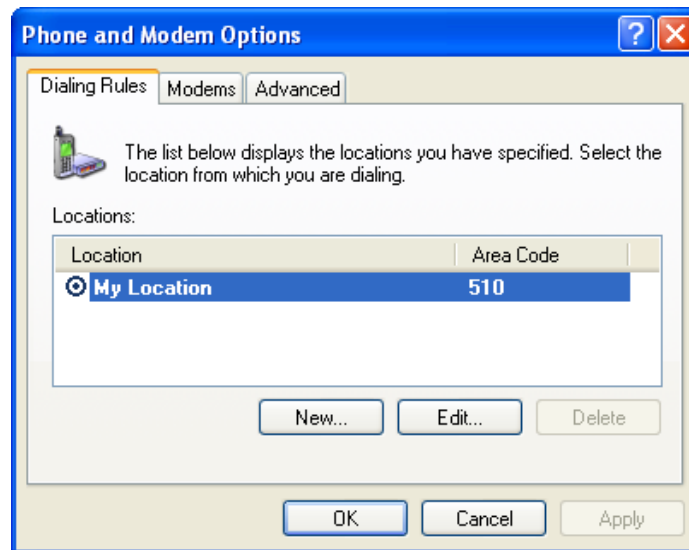 Phone and Modem Options
Dialing Rules Modems Advanced
The list below displays the locations you have specified. Select the
location from which you are dialing.
Locations:
Location Area Code
My Location 510
New... Edit... Delete
OK Cancel Apply